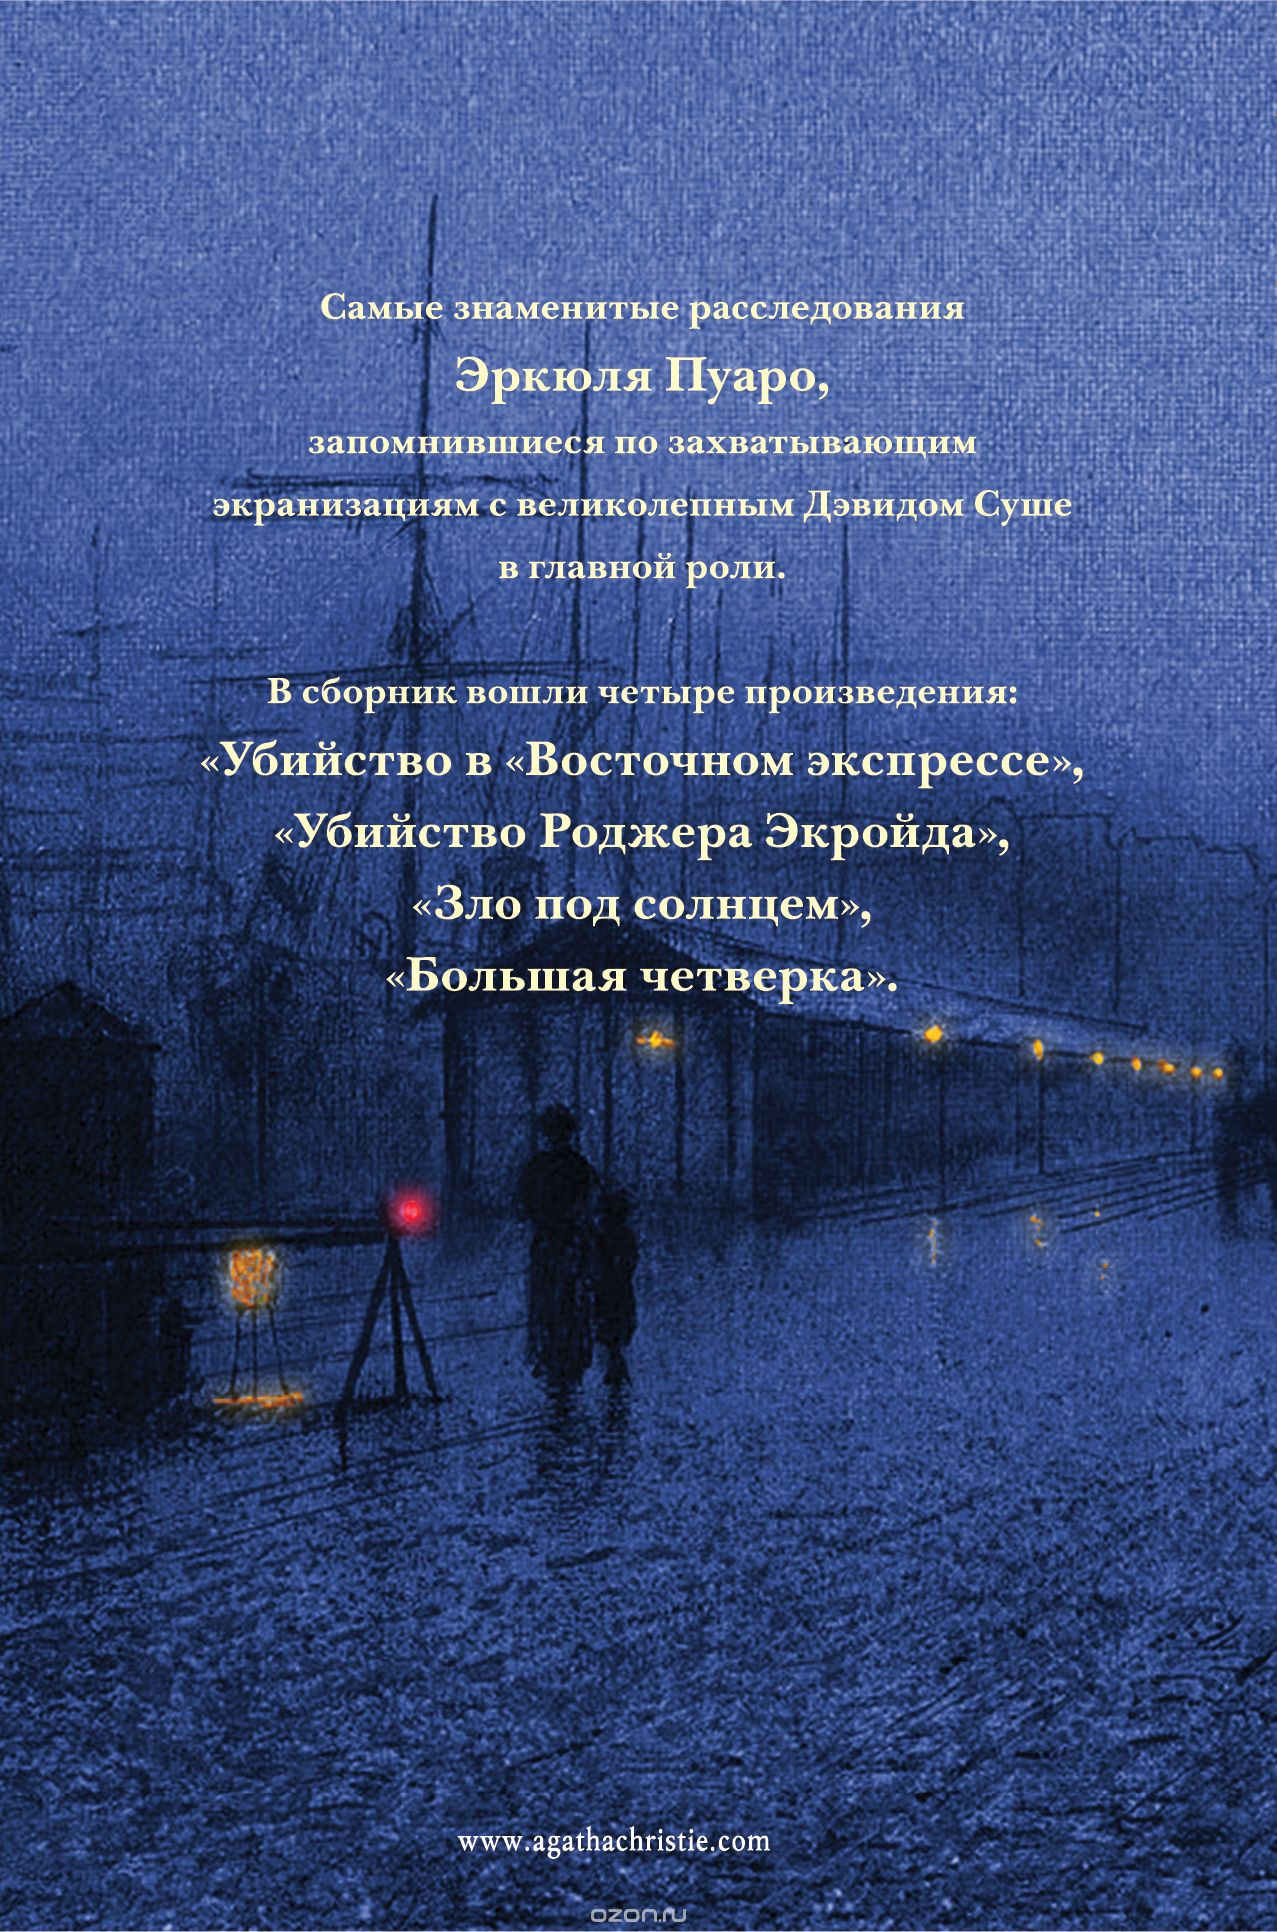 Самые знаменитые расследования
Эркюля Пуаро,
запомнившиеся по захватывающим
экранизациям с великолепным Дэвидом Суше
в главной роли.
В сборник вошли четыре произведения:
«Убийство в «Восточном экспрессе»,
«Убийство Роджера Экройда»,
«Зло под солнцем»,
«Большая четверка».
www.agathachristie.com
ozon.ru